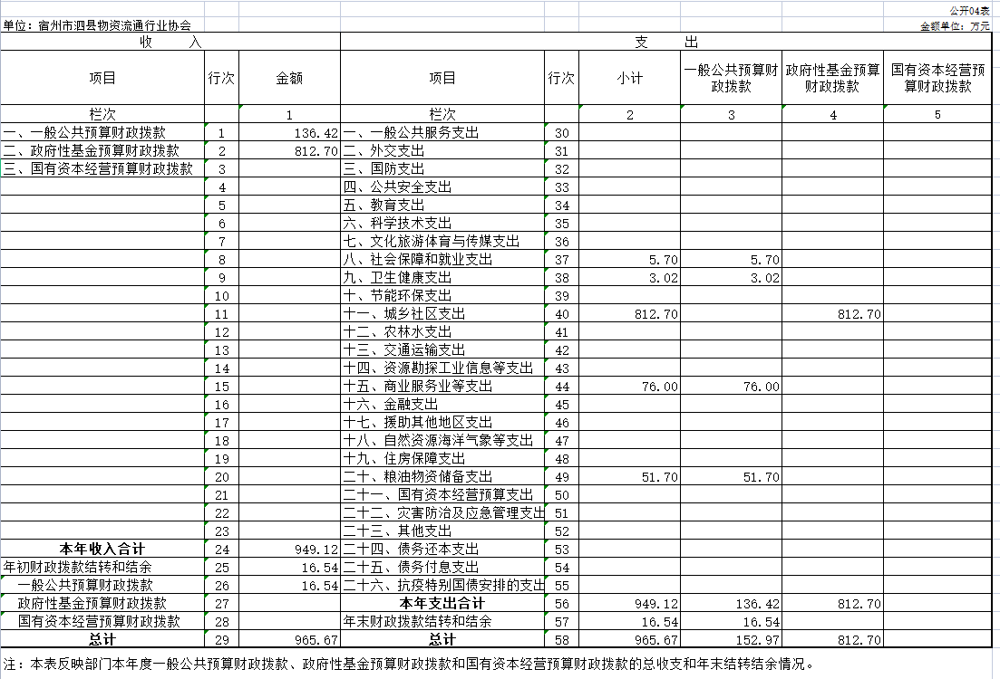 公开04表
单位：宿州市泗县物资流通行业协会 金额单位：万元
收 入 支 出
项目 行次 金额 项目 行次 小计 一般公共预算财政拨款 政府性基金预算财政拨款 国有资本经营预算财政拨款
栏次 1 栏次 2 3 4 5
一、一般公共预算财政拨款 1 136.42 一、一般公共服务支出 30
二、政府性基金预算财政拨款 2 812.70 二、外交支出 31
三、国有资本经营预算财政拨款 3 三、国防支出 32
4 四、公共安全支出 33
5 五、教育支出 34
6 六、科学技术支出 35
7 七、文化旅游体育与传媒支出 36
8 八、社会保障和就业支出 37 5.70 5.70
9 九、卫生健康支出 38 3.02 3.02
10 十、节能环保支出 39
11 十一、城乡社区支出 40 812.70 812.70
12 十二、农林水支出 41
13 十三、交通运输支出 42
14 十四、资源勘探工业信息等支出 43
15 十五、商业服务业等支出 44 76.00 76.00
16 十六、金融支出 45
17 十七、援助其他地区支出 46
18 十八、自然资源海洋气象等支出 47
19 十九、住房保障支出 48
20 二十、粮油物资储备支出 49 51.70 51.70
21 二十一、国有资本经营预算支出 50
22 二十二、灾害防治及应急管理支出 51
23 二十三、其他支出 52
本年收入合计 24 949.12 二十四、债务还本支出 53
年初财政拨款结转和结余 25 16.54 二十五、债务付息支出 54
一般公共预算财政拨款 26 16.54 二十六、抗疫特别国债安排的支出 55
政府性基金预算财政拨款 27 本年支出合计 56 949.12 136.42 812.70
国有资本经营预算财政拨款 28 年末财政拨款结转和结余 57 16.54 16.54
总计 29 965.67 总计 58 965.67 152.97 812.70
注：本表反映部门本年度一般公共预算财政拨款、政府性基金预算财政拨款和国有资本经营预算财政拨款的总收支和年末结转结余情况。